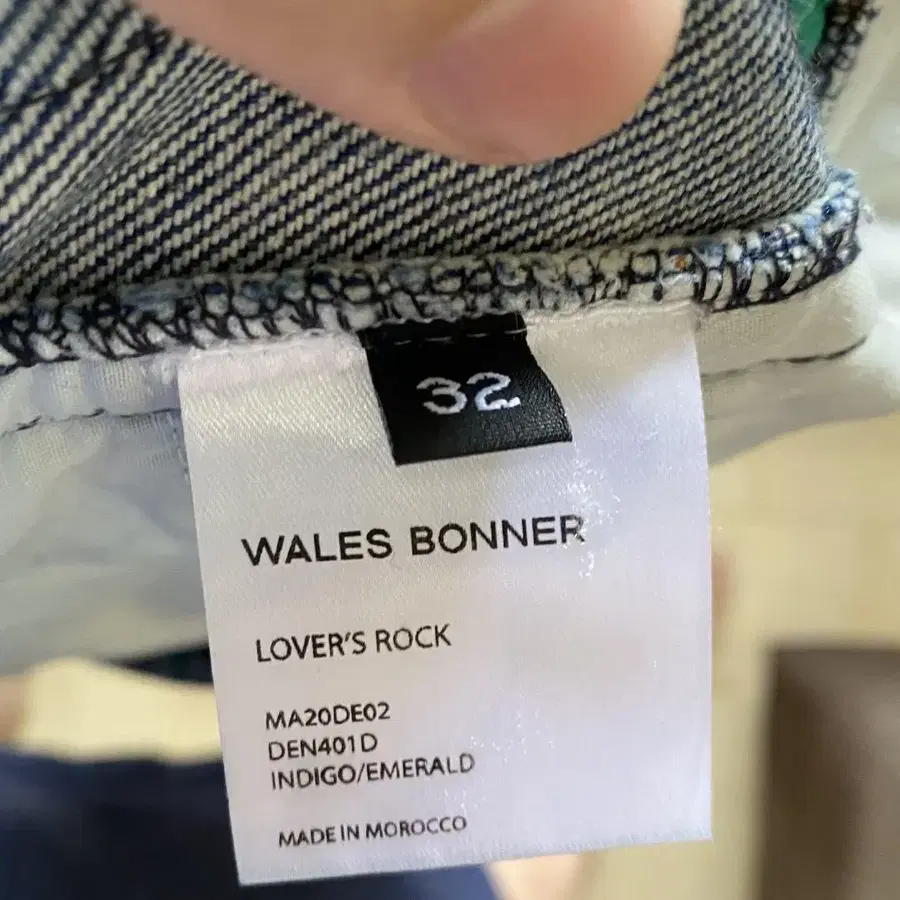 32
WALES BONNER
LOVER'S ROCK
MA20DE02
DEN401D
INDIGO/EMERALD
MADE IN MOROCCO